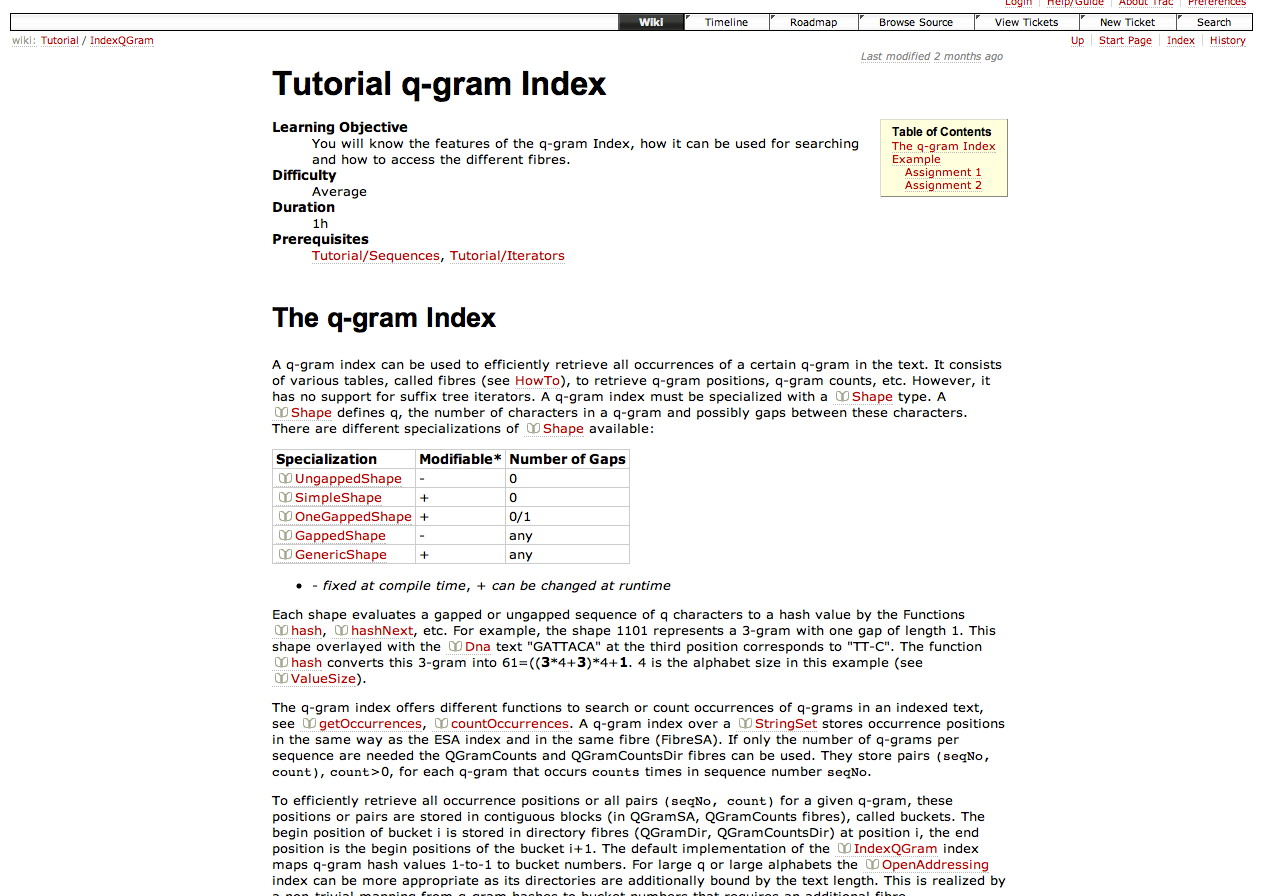 Login Help/Guide About Trac Preferences
Wiki Timeline Roadmap Browse Source View Tickets New Ticket Search
wiki: Tutorial / IndexQGram Up Start Page Index History
Last modified 2 months ago
Tutorial q-gram Index
Learning Objective
You will know the features of the q-gram Index, how it can be used for searching
and how to access the different fibres.
Difficulty
Average
Duration
1h
Prerequisites
Tutorial/Sequences, Tutorial/Iterators
Table of Contents
The q-gram Index
Example
Assignment 1
Assignment 2
The q-gram Index
A q-gram index can be used to efficiently retrieve all occurrences of a certain q-gram in the text. It consists
of various tables, called fibres (see HowTo), to retrieve q-gram positions, q-gram counts, etc. However, it
has no support for suffix tree iterators. A q-gram index must be specialized with a Shape type. A
Shape defines q, the number of characters in a q-gram and possibly gaps between these characters.
There are different specializations of Shape available:
Specialization Modifiable* Number of Gaps
UngappedShape - 0
SimpleShape + 0
OneGappedShape + 0/1
GappedShape - any
GenericShape + any
• - fixed at compile time, + can be changed at runtime
Each shape evaluates a gapped or ungapped sequence of q characters to a hash value by the Functions
hash, hashNext, etc. For example, the shape 1101 represents a 3-gram with one gap of length 1. This
shape overlayed with the Dna text "GATTACA" at the third position corresponds to "TT-C". The function
hash converts this 3-gram into 61=((3*4+3)*4+1. 4 is the alphabet size in this example (see
ValueSize).
The q-gram index offers different functions to search or count occurrences of q-grams in an indexed text,
see getOccurrences, countOccurrences. A q-gram index over a StringSet stores occurrence positions
in the same way as the ESA index and in the same fibre (FibreSA). If only the number of q-grams per
sequence are needed the QGramCounts and QGramCountsDir fibres can be used. They store pairs (seqNo,
count), count>0, for each q-gram that occurs counts times in sequence number seqNo.
To efficiently retrieve all occurrence positions or all pairs (seqNo, count) for a given q-gram, these
positions or pairs are stored in contiguous blocks (in QGramSA, QGramCounts fibres), called buckets. The
begin position of bucket i is stored in directory fibres (QGramDir, QGramCountsDir) at position i, the end
position is the begin positions of the bucket i+1. The default implementation of the IndexQGram index
maps q-gram hash values 1-to-1 to bucket numbers. For large q or large alphabets the OpenAddressing
index can be more appropriate as its directories are additionally bound by the text length. This is realized by
a non-trivial mapping from q-gram hashes to bucket numbers that requires an additional fibre